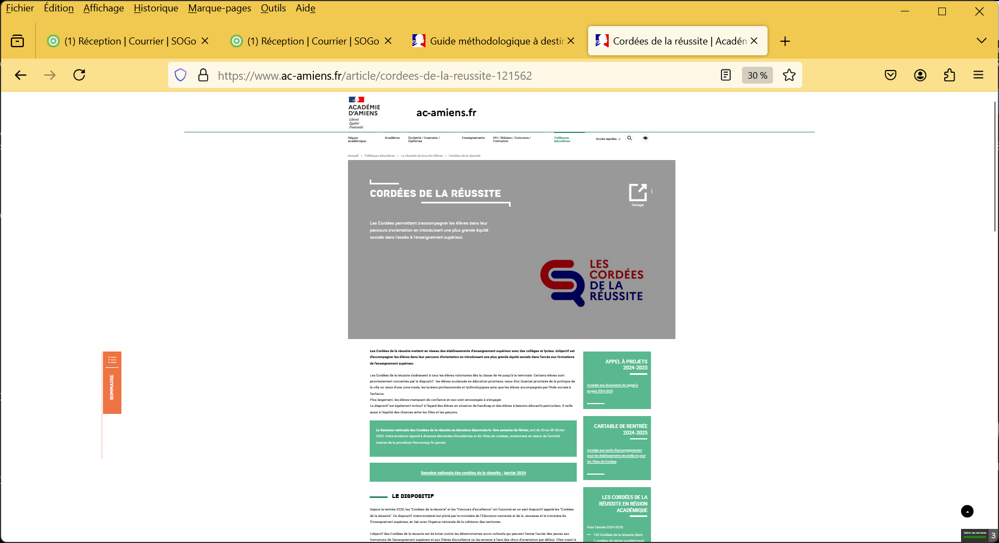 Fichier Édition Affichage Historique Marque-pages Outils Aide
(1) Réception | Courrier | SOGo
(1) Réception | Courrier | SOGo
Guide méthodologique à destin
Cordées de la réussite | Académ
https://www.ac-amiens.fr/article/cordees-de-la-reussite-121562
30 %
ACADÉMIE
D'AMIENS
Liberté
Égalité
Fraternité
ac-amiens.fr
Région académique
Académie
Scolarité / Examens / Diplômes
Enseignements
RH / Métiers / Concours / Formation
Politiques éducatives
Accès rapides
Accueil > Politiques éducatives > La réussite de tous les élèves > Cordées de la réussite
CORDÉES DE LA RÉUSSITE
Partager
Les Cordées permettent d'accompagner les élèves dans leur
parcours d'orientation en introduisant une plus grande équité
sociale dans l'accès à l'enseignement supérieur.
LES
CORDÉES
DE LA
RÉUSSITE
SOMMAIRE
Les Cordées de la réussite mettent en réseau des établissements d'enseignement supérieur avec des collèges et lycées. L'objectif est
d'accompagner les élèves dans leur parcours d'orientation en introduisant une plus grande équité sociale dans l'accès aux formations
de l'enseignement supérieur.
Les Cordées de la réussite s'adressent à tous les élèves volontaires dès la classe de 4e jusqu'à la terminale. Certains élèves sont
prioritairement concernés par le dispositif : les élèves scolarisés en éducation prioritaire, issus d'un Quartier prioritaire de la politique de
la ville ou issus d'une zone rurale, les lycéens professionnels et technologiques ainsi que les élèves accompagnés par l'Aide sociale à
l'enfance.
Plus largement, les élèves manquant de confiance en eux sont encouragés à s'engager.
Le dispositif est également inclusif à l'égard des élèves en situation de handicap et des élèves à besoins éducatifs particuliers. Il veille
aussi à l'égalité des chances entre les filles et les garçons.
La Semaine nationale des Cordées de la réussite se déroulera désormais la 1ère semaine de février, soit du 03 au 08 février
2025. Cette évolution répond à diverses demandes d'académies et de Têtes de cordées, notamment en raison de l'activité
intense de la procédure Parcoursup fin janvier.
Semaine nationale des cordées de la réussite - janvier 2024
LE DISPOSITIF
Depuis la rentrée 2020, les "Cordées de la réussite" et les "Parcours d'excellence" ont fusionné en un seul dispositif appelé les "Cordées
de la réussite". Ce dispositif interministériel est piloté par le ministère de l'Éducation nationale et de la Jeunesse et le ministère de
l'Enseignement supérieur, en lien avec l'Agence nationale de la cohésion des territoires.
L'objectif des Cordées de la réussite est de lutter contre les déterminismes socio-culturels qui peuvent freiner l'accès des jeunes aux
formations de l'enseignement supérieur et aux filières d'excellence ou les amener à faire des choix d'orientation par défaut. Elles visent à
APPEL À PROJETS
2024-2025
Accéder aux documents de l'appel à
projets 2024-2025
CARTABLE DE RENTRÉE
2024-2025
Accéder aux outils d'accompagnement
pour les établissements encordés et pour
les Têtes de Cordées
LES CORDÉES DE LA
RÉUSSITE EN RÉGION
ACADÉMIQUE
Pour l'année 2024-2025
102 Cordées de la réussite (dont
7 cordées de région académique)
Gérer les services
3